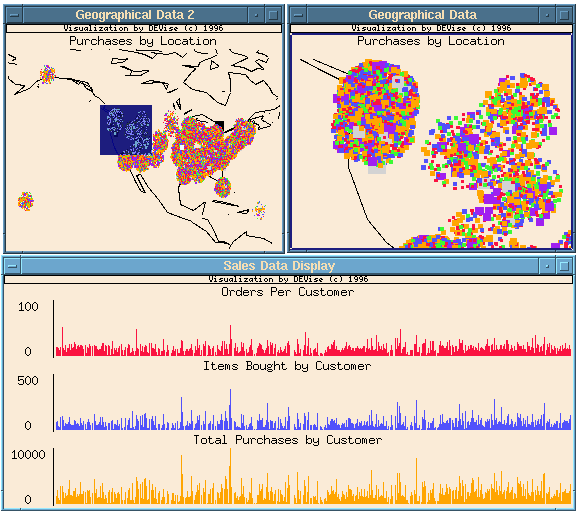 Geographical Data 2
Visualization by DEVise (c) 1996
Purchases by Location
Geographical Data
Visualization by DEVise (c) 1996
Purchases by Location
Sales Data Display
Visualization by DEVise (c) 1996
Orders Per Customer
100
0
Items Bought by Customer
500
0
Total Purchases by Customer
10000
0